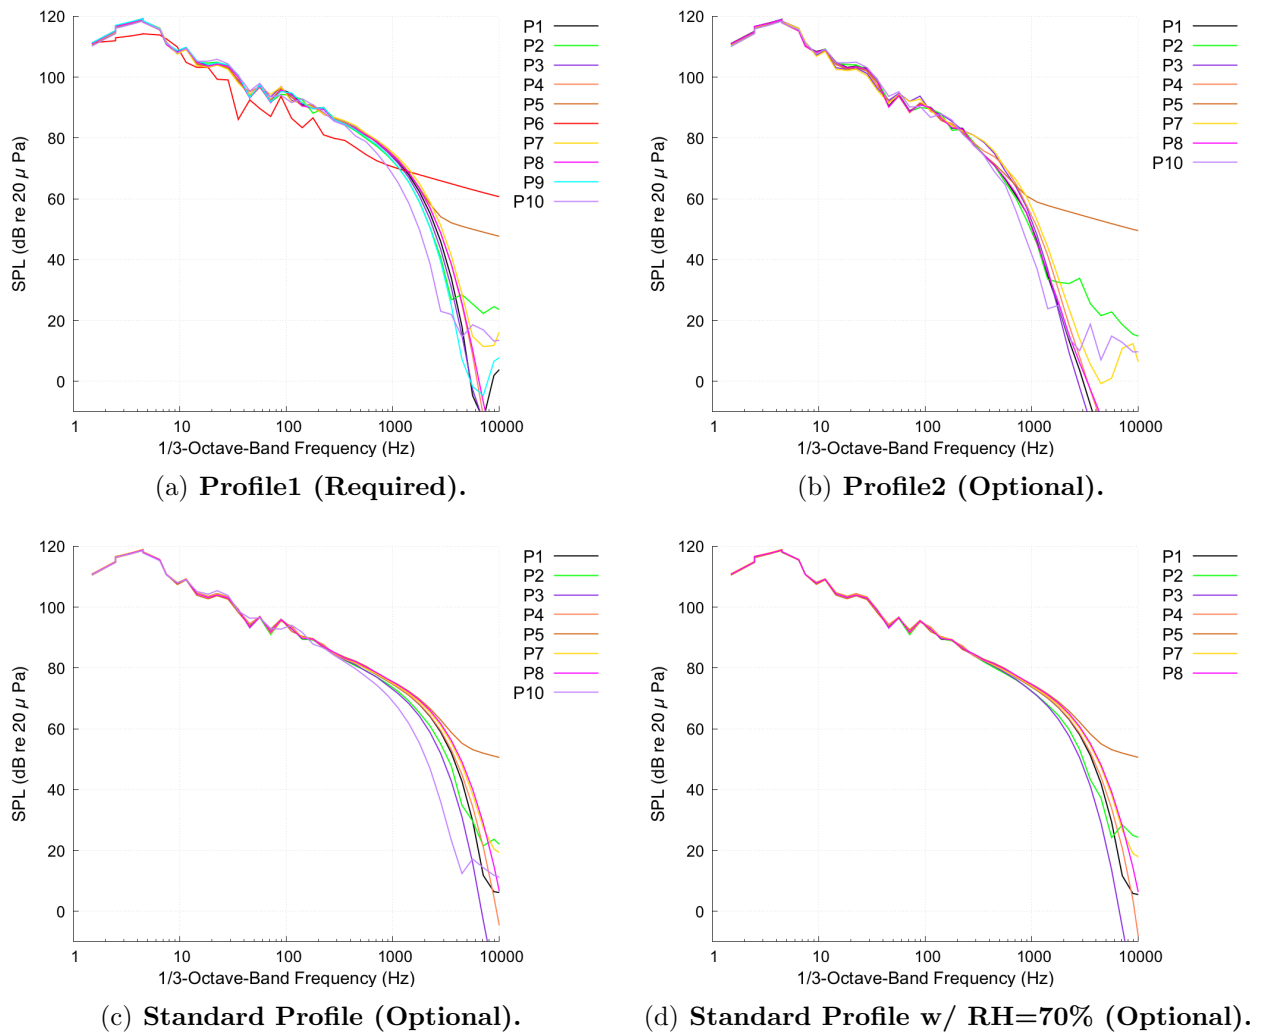 120
100
80
60
40
20
0
SPL (dB re 20 µ Pa)
1 10 100 1000 10000
1/3-Octave-Band Frequency (Hz)
P1
P2
P3
P4
P5
P6
P7
P8
P9
P10
(a) Profile1 (Required).
120
100
80
60
40
20
0
SPL (dB re 20 µ Pa)
1 10 100 1000 10000
1/3-Octave-Band Frequency (Hz)
P1
P2
P3
P4
P5
P7
P8
P10
(b) Profile2 (Optional).
120
100
80
60
40
20
0
SPL (dB re 20 µ Pa)
1 10 100 1000 10000
1/3-Octave-Band Frequency (Hz)
P1
P2
P3
P4
P5
P7
P8
P10
(c) Standard Profile (Optional).
120
100
80
60
40
20
0
SPL (dB re 20 µ Pa)
1 10 100 1000 10000
1/3-Octave-Band Frequency (Hz)
P1
P2
P3
P4
P5
P7
P8
(d) Standard Profile w/ RH=70% (Optional).